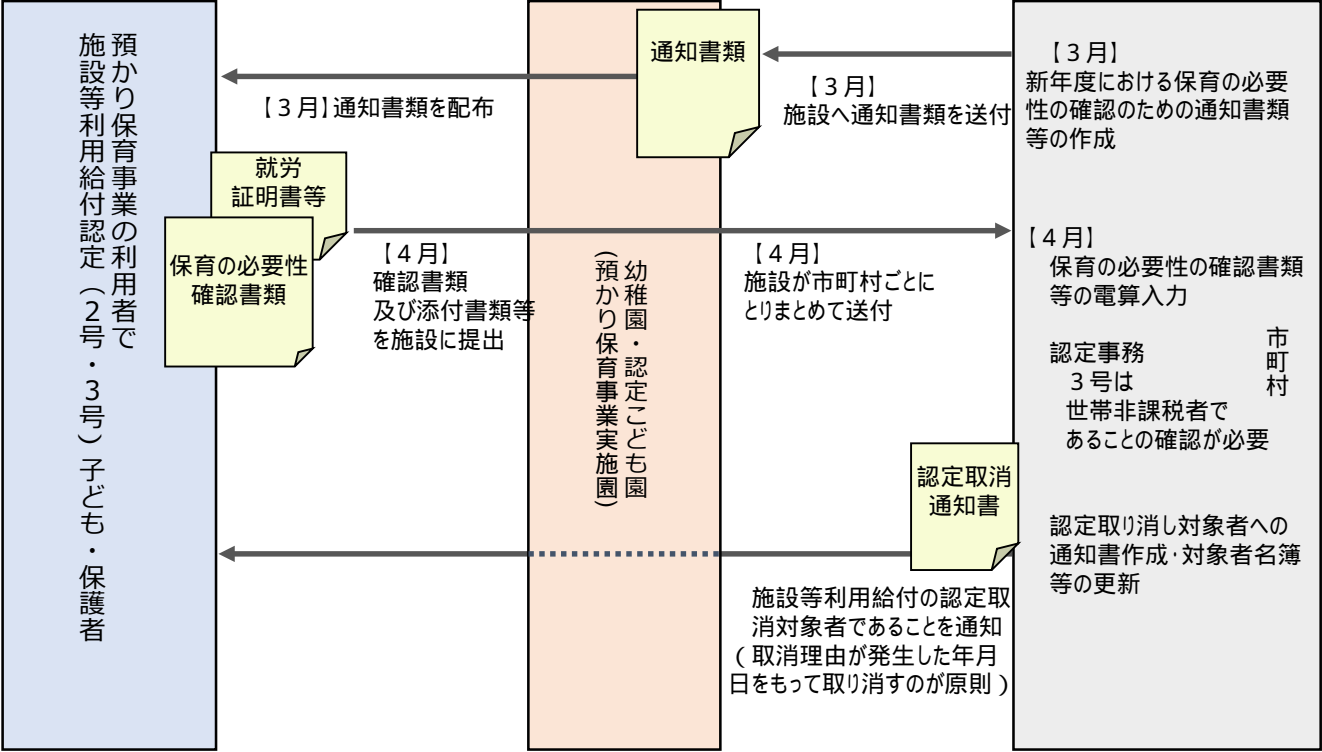 預かり保育事業の利用者で
施設等利用給付認定（２号・３号）子ども・保護者
通知書類
【３月】通知書類を配布
【３月】
施設へ通知書類を送付
【３月】
新年度における保育の必要
性の確認のための通知書類
等の作成
就労
証明書等
保育の必要性
確認書類
【４月】
確認書類
及び添付書類等
を施設に提出
幼稚園・認定こども園
（預かり保育事業実施園）
【４月】
施設が市町村ごとに
とりまとめて送付
【４月】
保育の必要性の確認書類
等の電算入力
市町村
認定事務
３号は
世帯非課税者で
あることの確認が必要
認定取消
通知書
認定取り消し対象者への
通知書作成・対象者名簿
等の更新
施設等利用給付の認定取
消対象者であることを通知
（取消理由が発生した年月
日をもって取り消すのが原則）